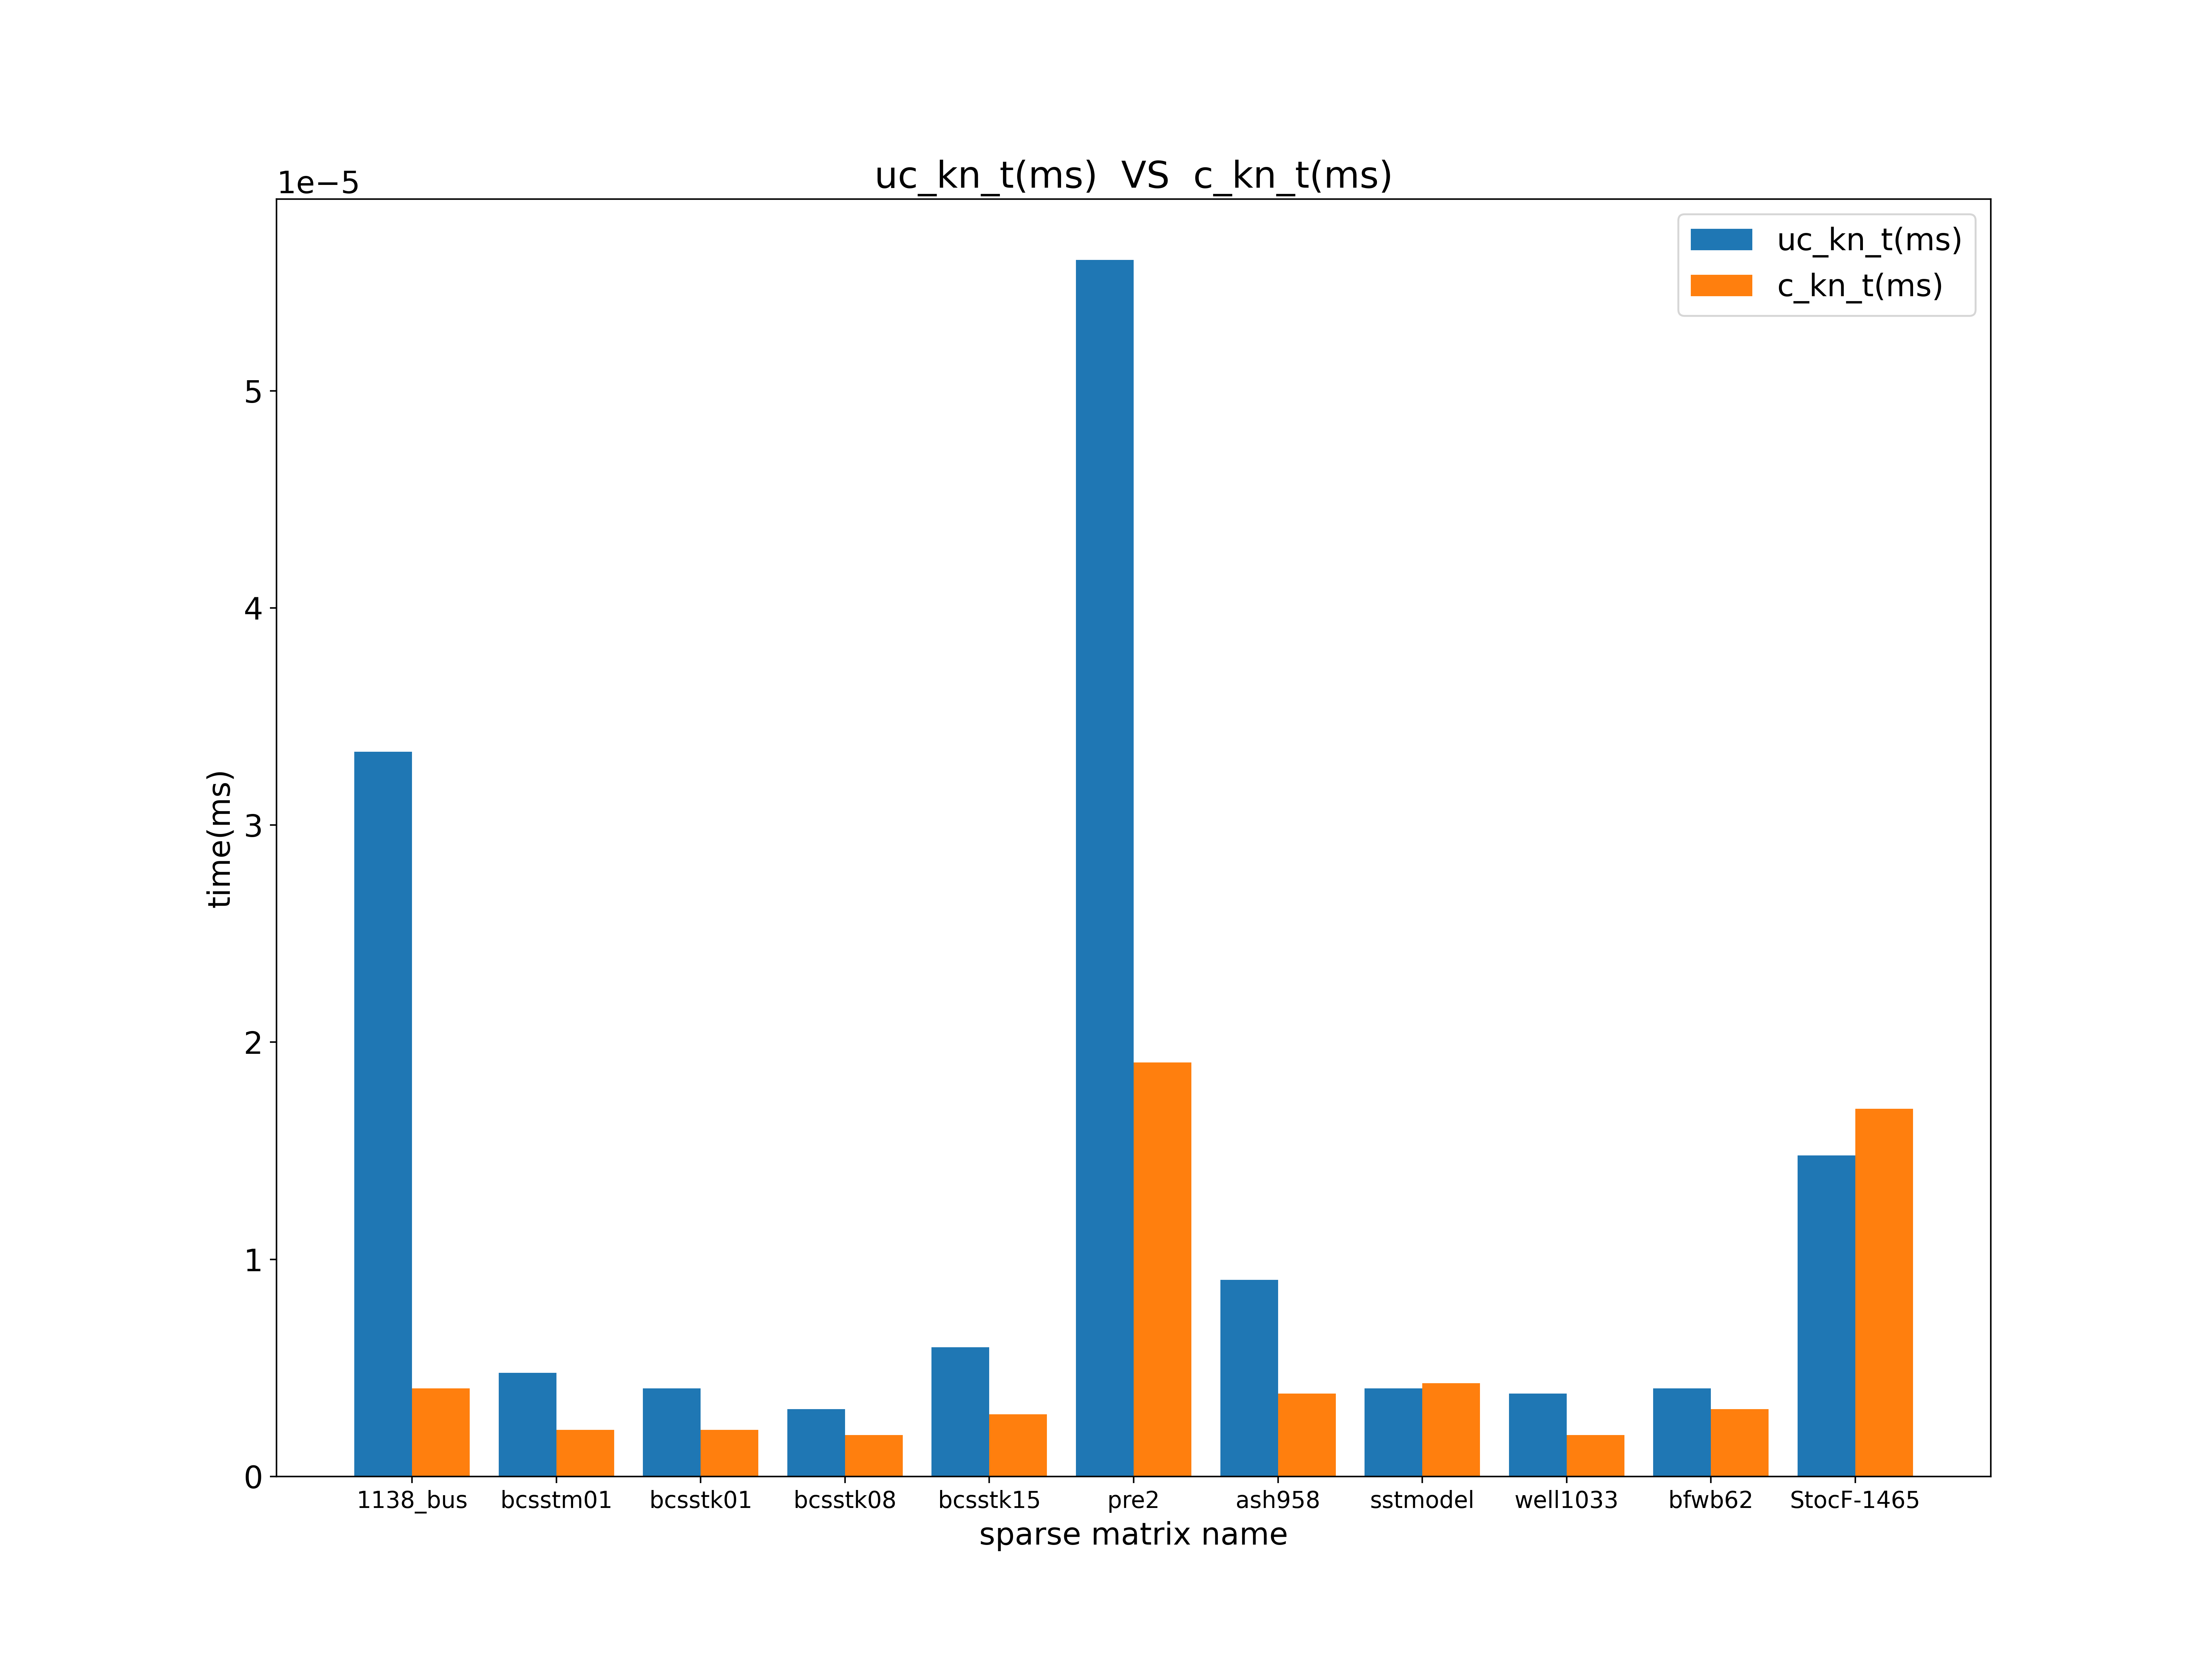 uc_kn_t(ms)  VS  c_kn_t(ms)
1e−5
uc_kn_t(ms)
c_kn_t(ms)
5
4
3
2
1
0
time(ms)
1138_bus bcsstm01 bcsstk01 bcsstk08 bcsstk15 pre2 ash958 sstmodel well1033 bfwb62 StocF-1465
sparse matrix name